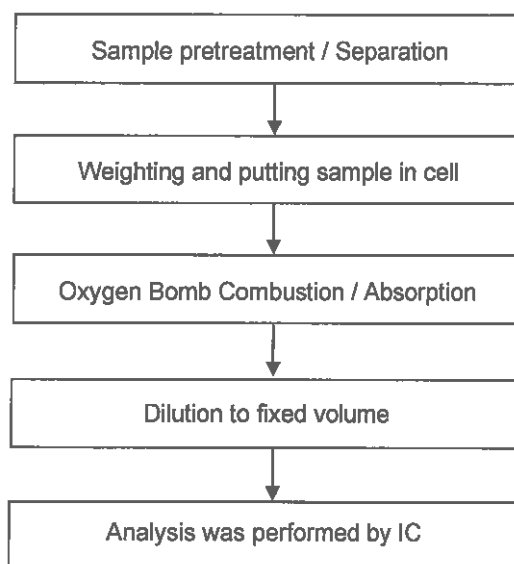 Sample pretreatment / Separation
Weighting and putting sample in cell
Oxygen Bomb Combustion / Absorption
Dilution to fixed volume
Analysis was performed by IC